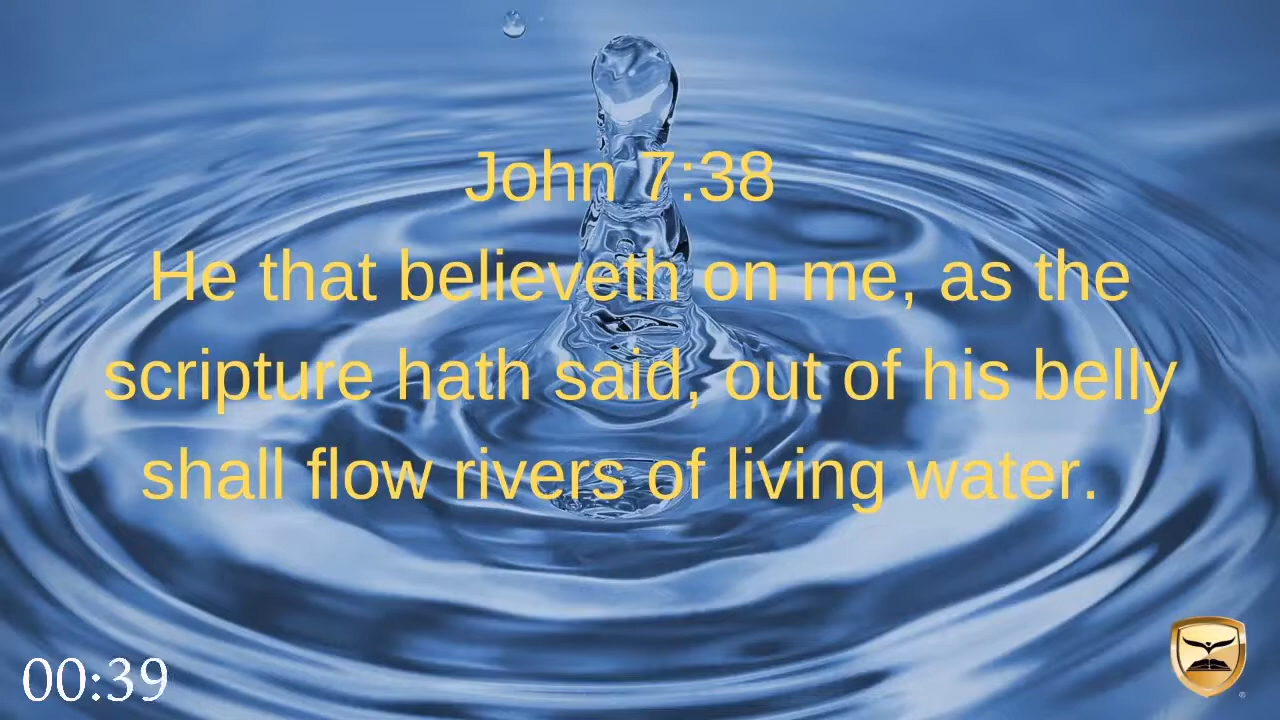 John 7:38
He that believeth on me, as the
scripture hath said, out of his belly
shall flow rivers of living water.
00:39
®